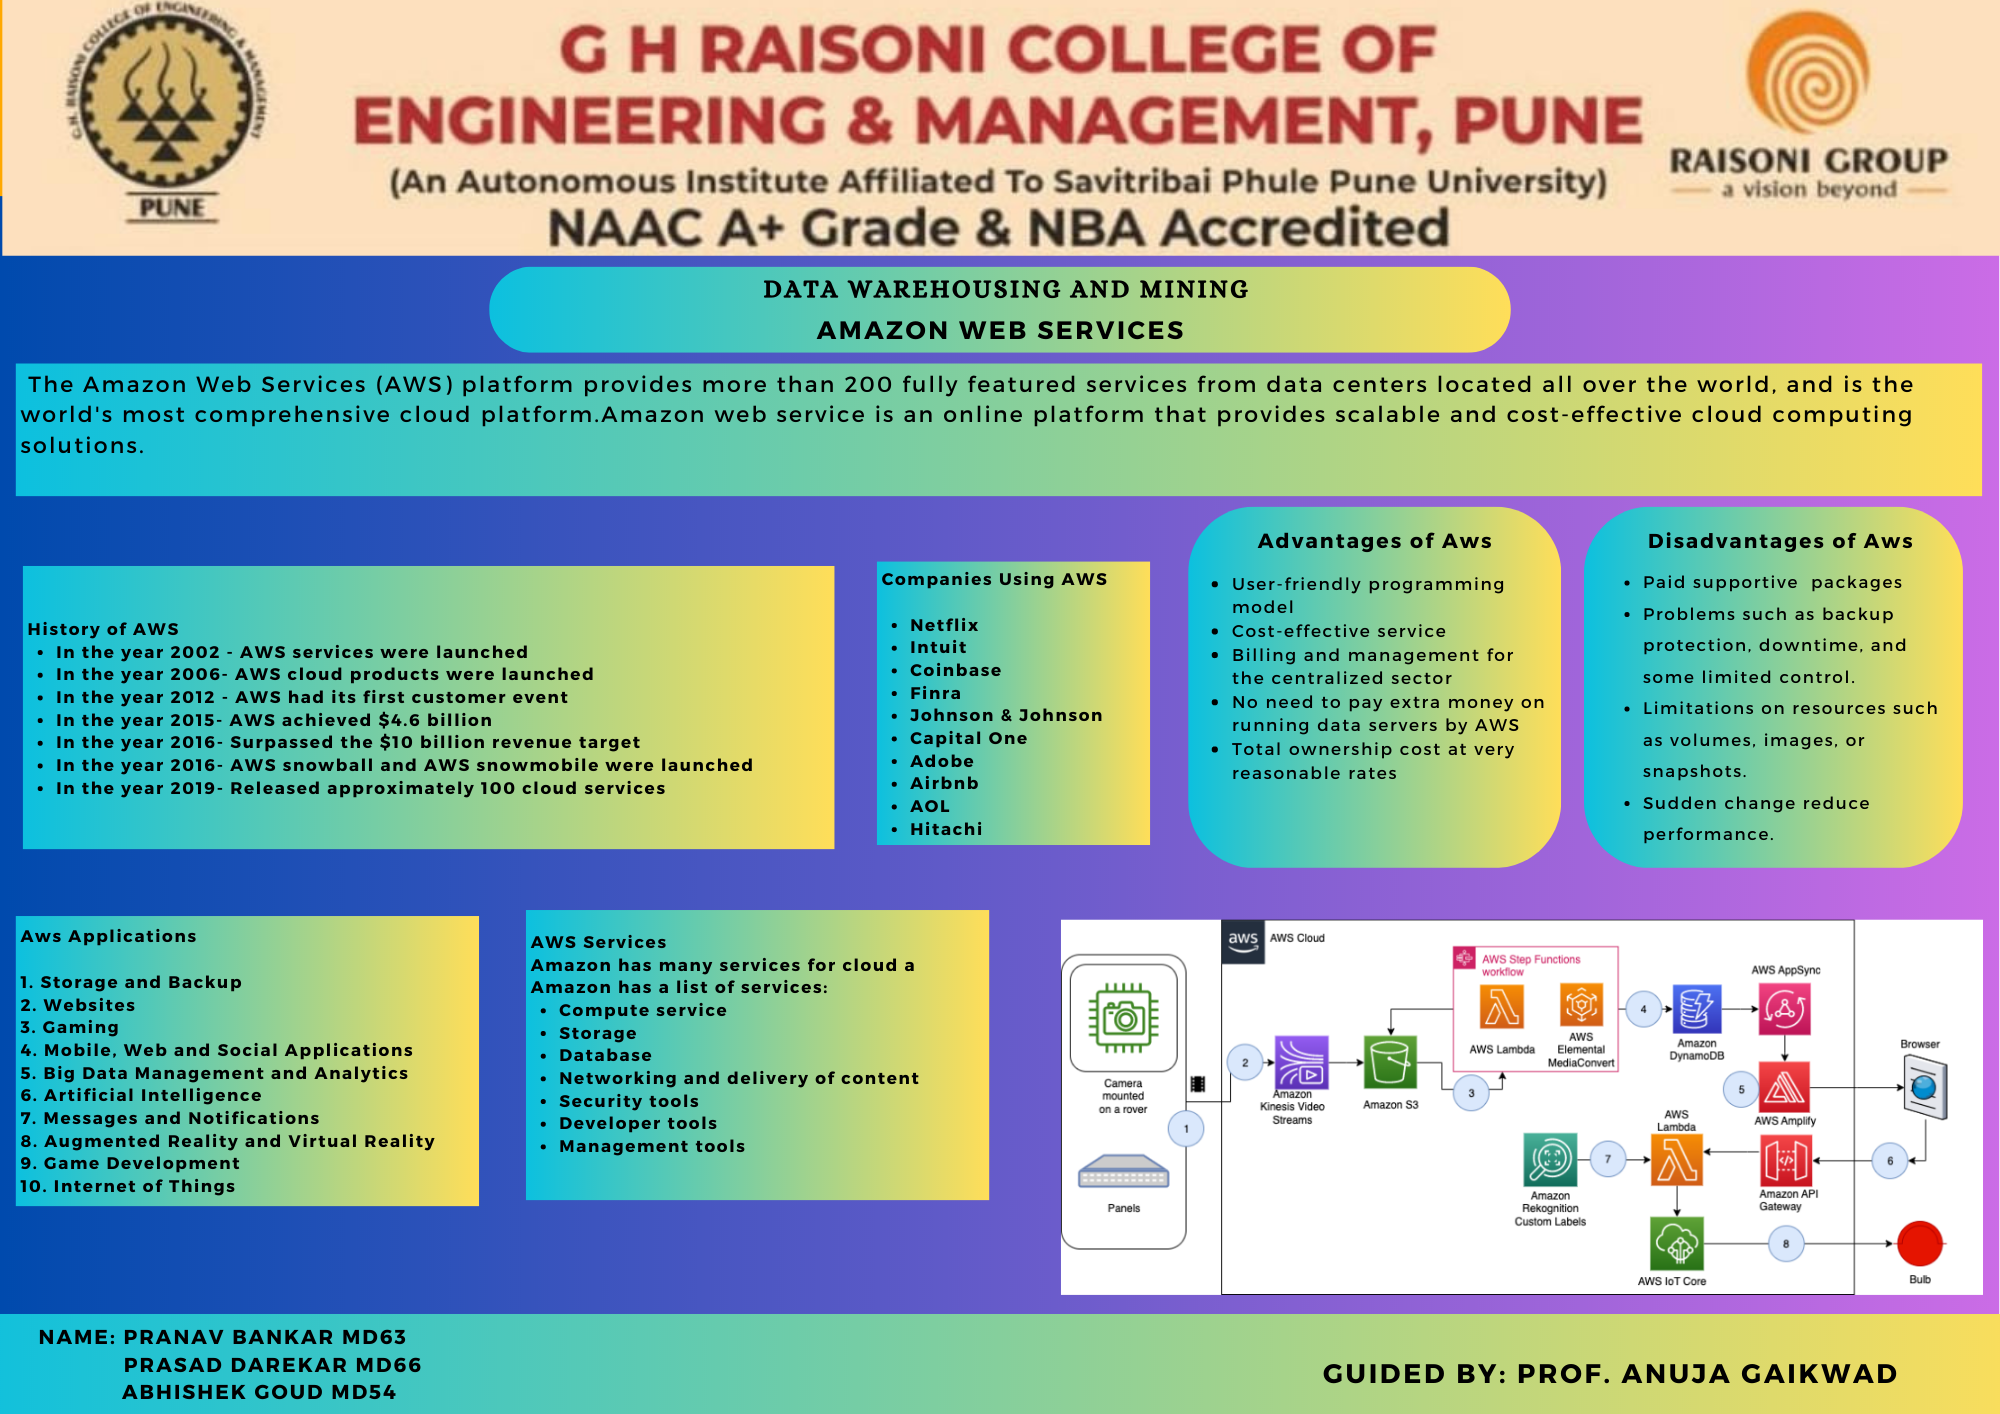 G.H. RAISONI COLLEGE OF ENGINEERING & MANAGEMENT
PUNE
G H RAISONI COLLEGE OF
ENGINEERING & MANAGEMENT, PUNE
(An Autonomous Institute Affiliated To Savitribai Phule Pune University)
NAAC A+ Grade & NBA Accredited
RAISONI GROUP
a vision beyond
DATA WAREHOUSING AND MINING
AMAZON WEB SERVICES
The Amazon Web Services (AWS) platform provides more than 200 fully featured services from data centers located all over the world, and is the
world's most comprehensive cloud platform.Amazon web service is an online platform that provides scalable and cost-effective cloud computing
solutions.
History of AWS
• In the year 2002 - AWS services were launched
• In the year 2006- AWS cloud products were launched
• In the year 2012 - AWS had its first customer event
• In the year 2015- AWS achieved $4.6 billion
• In the year 2016- Surpassed the $10 billion revenue target
• In the year 2016- AWS snowball and AWS snowmobile were launched
• In the year 2019- Released approximately 100 cloud services
Companies Using AWS
• Netflix
• Intuit
• Coinbase
• Finra
• Johnson & Johnson
• Capital One
• Adobe
• Airbnb
• AOL
• Hitachi
Advantages of Aws
• User-friendly programming
model
• Cost-effective service
• Billing and management for
the centralized sector
• No need to pay extra money on
running data servers by AWS
• Total ownership cost at very
reasonable rates
Disadvantages of Aws
• Paid supportive packages
• Problems such as backup
protection, downtime, and
some limited control.
• Limitations on resources such
as volumes, images, or
snapshots.
• Sudden change reduce
performance.
Aws Applications
1. Storage and Backup
2. Websites
3. Gaming
4. Mobile, Web and Social Applications
5. Big Data Management and Analytics
6. Artificial Intelligence
7. Messages and Notifications
8. Augmented Reality and Virtual Reality
9. Game Development
10. Internet of Things
AWS Services
Amazon has many services for cloud a
Amazon has a list of services:
• Compute service
• Storage
• Database
• Networking and delivery of content
• Security tools
• Developer tools
• Management tools
aws
AWS Cloud
Camera
mounted
on a rover
Panels
1
2
Amazon
Kinesis Video
Streams
Amazon S3
3
AWS Step Functions
workflow
AWS Lambda
AWS
Elemental
MediaConvert
4
Amazon
DynamoDB
AWS AppSync
5
AWS Amplify
Browser
6
Amazon API
Gateway
AWS
Lambda
7
Amazon
Rekognition
Custom Labels
AWS IoT Core
8
Bulb
NAME: PRANAV BANKAR MD63
PRASAD DAREKAR MD66
ABHISHEK GOUD MD54
GUIDED BY: PROF. ANUJA GAIKWAD